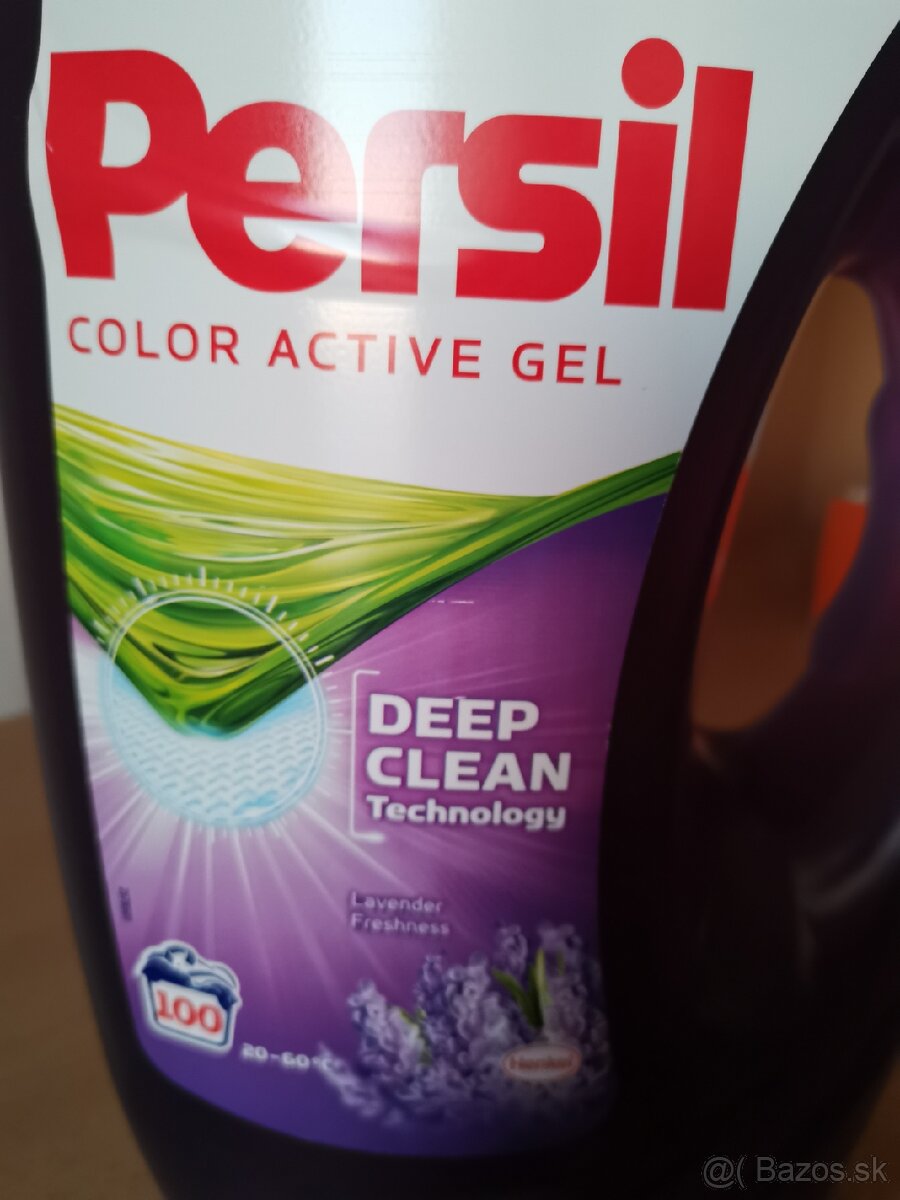 Persil
COLOR ACTIVE GEL
DEEP
CLEAN
Technology
Lavender
Freshness
100
20-60°C
Henkel
@( Bazos.sk